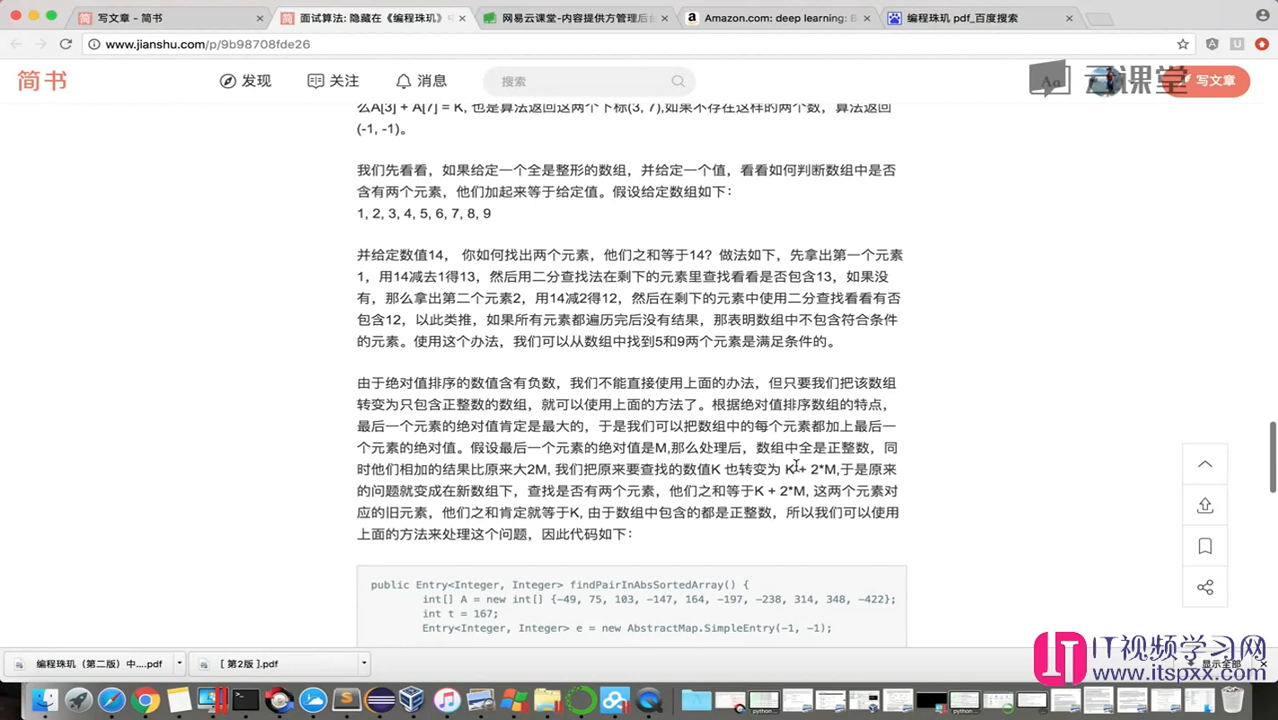 写文章 - 简书
面试算法: 隐藏在《编程珠玑》
网易云课堂-内容提供方管理后台
Amazon.com: deep learning: B
编程珠玑 pdf_百度搜索
www.jianshu.com/p/9b98708fde26
简书
发现
关注
消息
搜索
Aa
云课堂
写文章
么A[3] + A[7] = K, 也是算法返回这两个下标(3, 7),如果不存在这样的两个数，算法返回
(-1, -1)。
我们先看看，如果给定一个全是整形的数组，并给定一个值，看看如何判断数组中是否
含有两个元素，他们加起来等于给定值。假设给定数组如下：
1, 2, 3, 4, 5, 6, 7, 8, 9
并给定数值14， 你如何找出两个元素，他们之和等于14？做法如下，先拿出第一个元素
1，用14减去1得13，然后用二分查找法在剩下的元素里查找看看是否包含13，如果没
有，那么拿出第二个元素2，用14减2得12，然后在剩下的元素中使用二分查找看看有否
包含12，以此类推，如果所有元素都遍历完后没有结果，那表明数组中不包含符合条件
的元素。使用这个办法，我们可以从数组中找到5和9两个元素是满足条件的。
由于绝对值排序的数值含有负数，我们不能直接使用上面的办法，但只要我们把该数组
转变为只包含正整数的数组，就可以使用上面的方法了。根据绝对值排序数组的特点，
最后一个元素的绝对值肯定是最大的，于是我们可以把数组中的每个元素都加上最后一
个元素的绝对值。假设最后一个元素的绝对值是M,那么处理后，数组中全是正整数，同
时他们相加的结果比原来大2M, 我们把原来要查找的数值K 也转变为 K + 2*M,于是原来
的问题就变成在新数组下，查找是否有两个元素，他们之和等于K + 2*M, 这两个元素对
应的旧元素，他们之和肯定就等于K, 由于数组中包含的都是正整数，所以我们可以使用
上面的方法来处理这个问题，因此代码如下：
public Entry<Integer, Integer> findPairInAbsSortedArray() {
int[] A = new int[] {-49, 75, 103, -147, 164, -197, -238, 314, 348, -422};
int t = 167;
Entry<Integer, Integer> e = new AbstractMap.SimpleEntry(-1, -1);
编程珠玑（第二版）中....pdf
[ 第2版 ].pdf
显示全部
IT视频学习网
www.itspxx.com